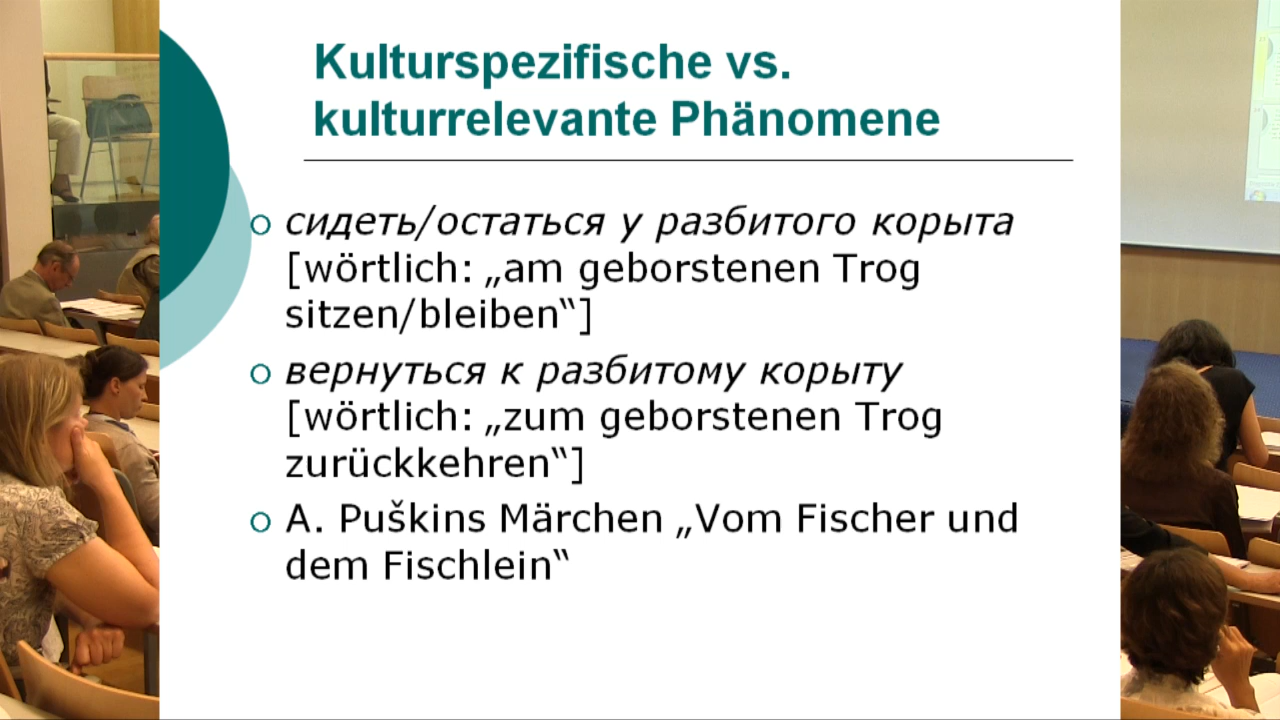 Kulturspezifische vs.
kulturrelevante Phänomene
сидеть/остаться у разбитого корыта
[wörtlich: „am geborstenen Trog
sitzen/bleiben“]
вернуться к разбитому корыту
[wörtlich: „zum geborstenen Trog
zurückkehren“]
A. Puškins Märchen „Vom Fischer und
dem Fischlein“